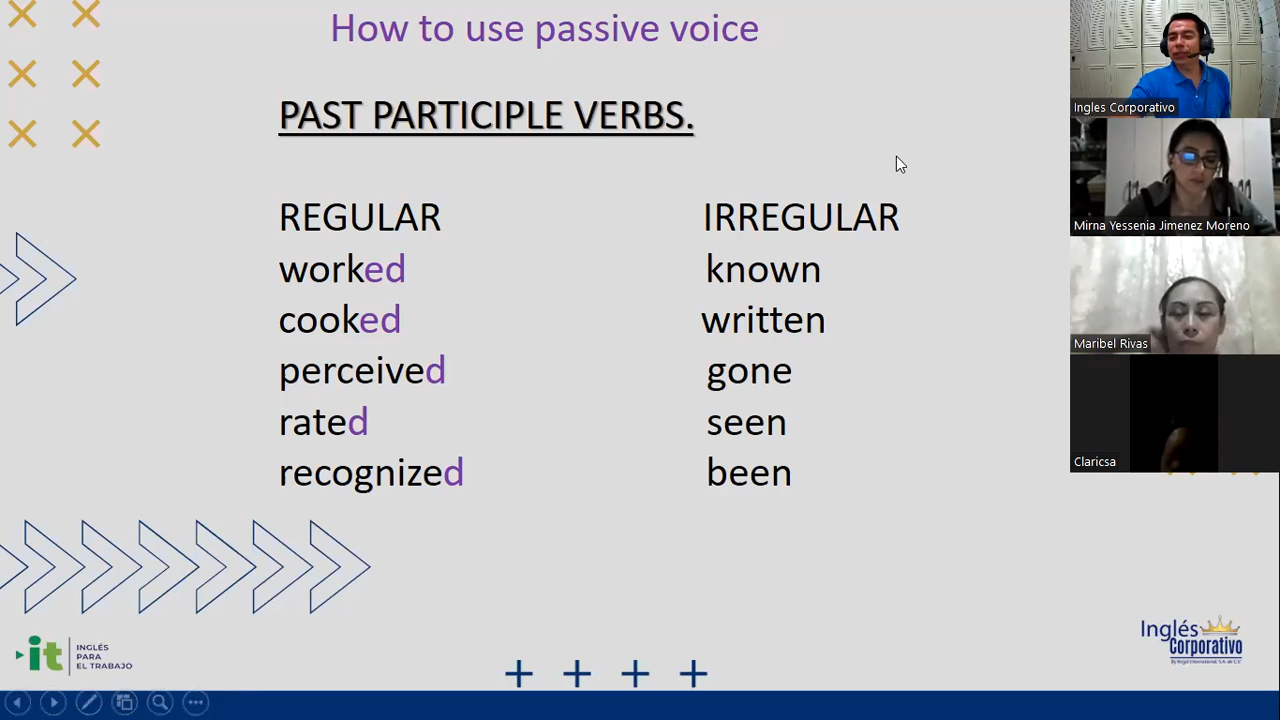 How to use passive voice
PAST PARTICIPLE VERBS.
REGULAR
worked
cooked
perceived
rated
recognized
IRREGULAR
known
written
gone
seen
been
Ingles Corporativo
Mirna Yessenia Jimenez Moreno
Maribel Rivas
Claricsa
it
INGLÉS
PARA
EL TRABAJO
Inglés
Corporativo